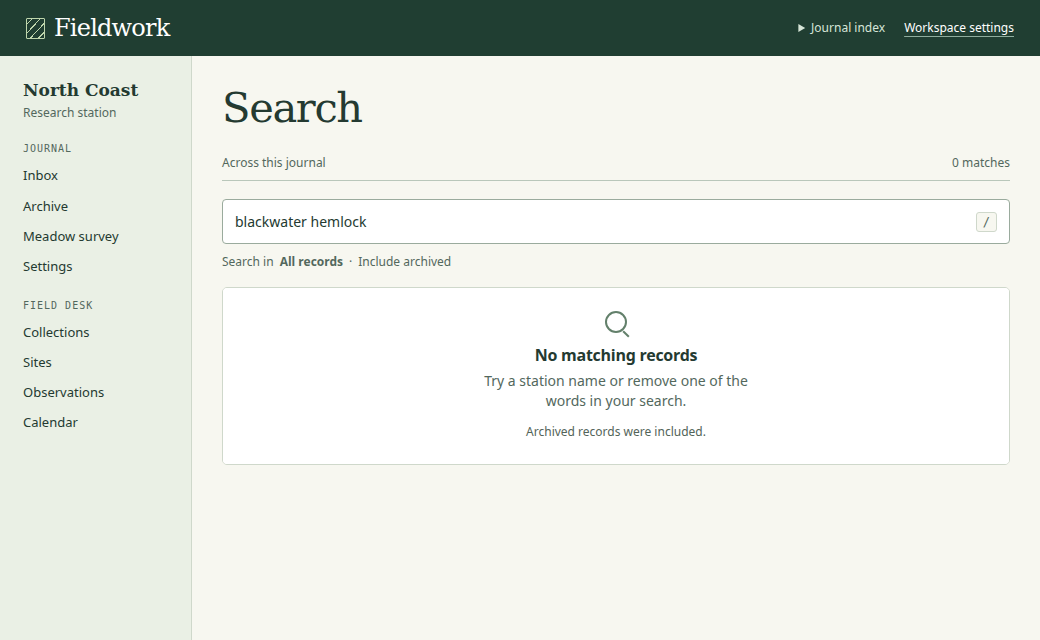 Fieldwork
▶ Journal index
Workspace settings
North Coast
Research station
JOURNAL
Inbox
Archive
Meadow survey
Settings
FIELD DESK
Collections
Sites
Observations
Calendar
Search
Across this journal
0 matches
blackwater hemlock
/
Search in All records · Include archived
No matching records
Try a station name or remove one of the
words in your search.
Archived records were included.